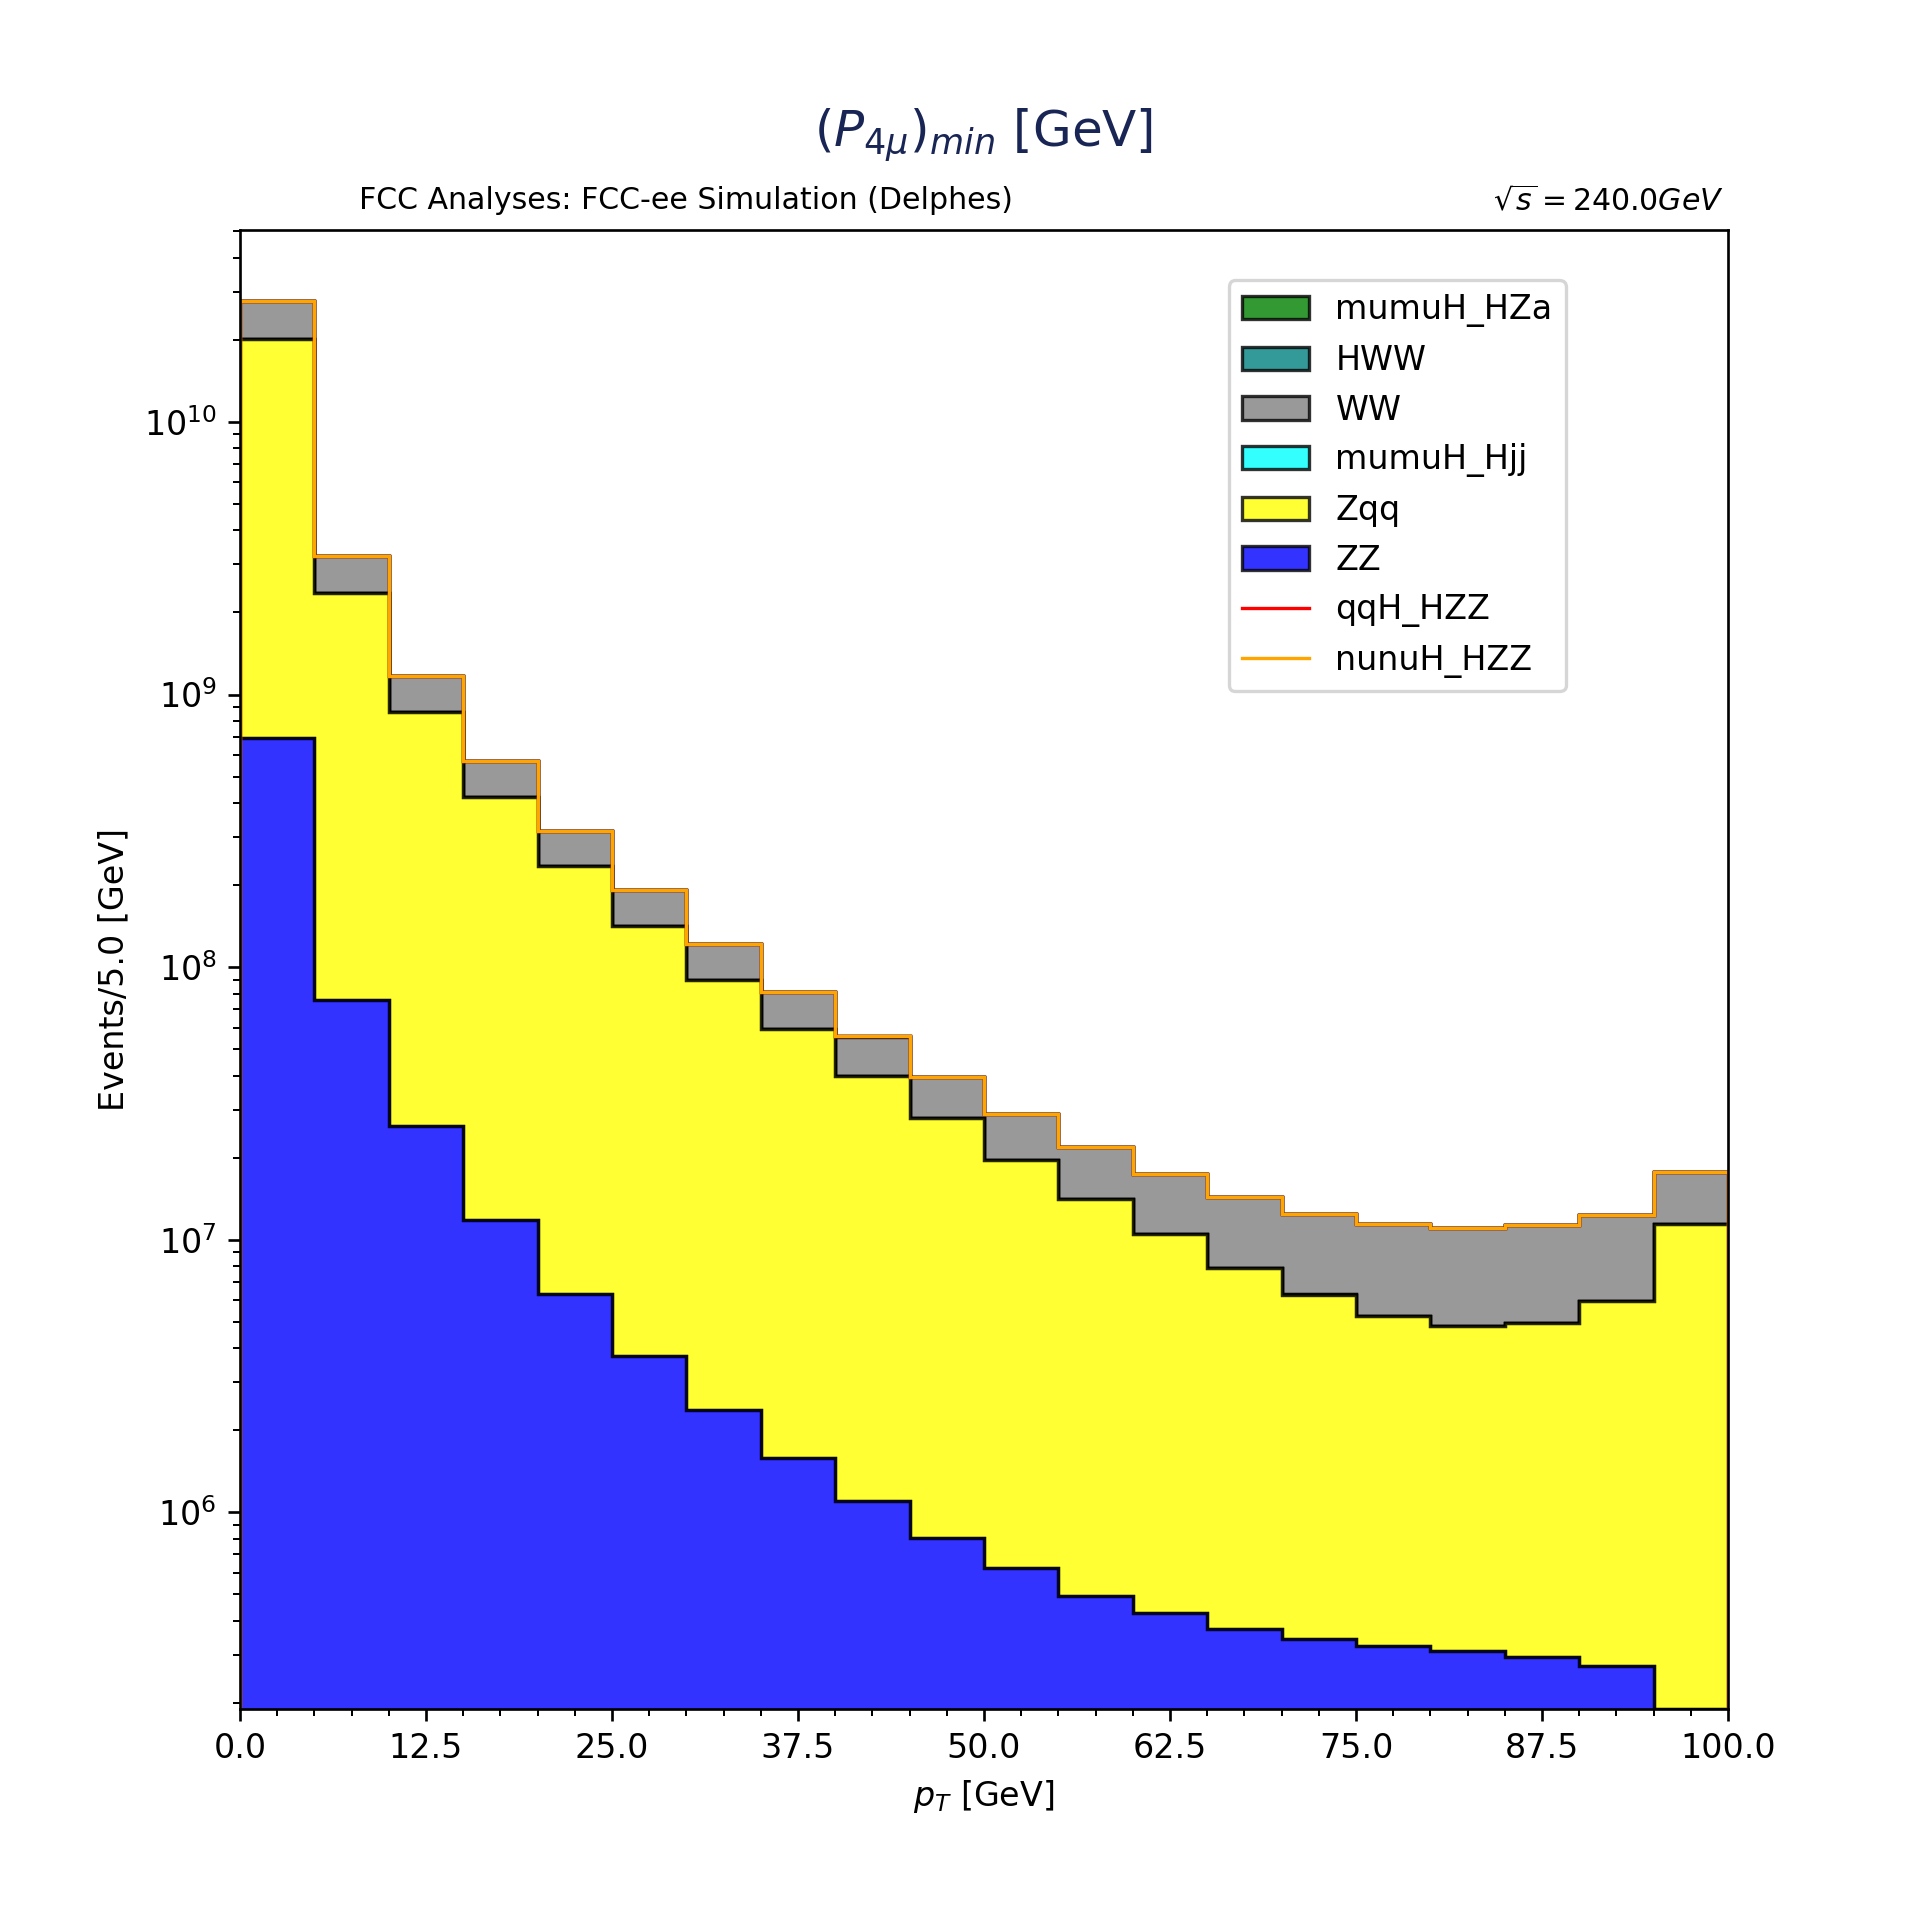 (P4μ)min [GeV]
FCC Analyses: FCC-ee Simulation (Delphes)
√s = 240.0GeV
mumuH_HZa
HWW
WW
mumuH_Hjj
Zqq
ZZ
qqH_HZZ
nunuH_HZZ
Events/5.0 [GeV]
10^10
10^9
10^8
10^7
10^6
0.0 12.5 25.0 37.5 50.0 62.5 75.0 87.5 100.0
pT [GeV]